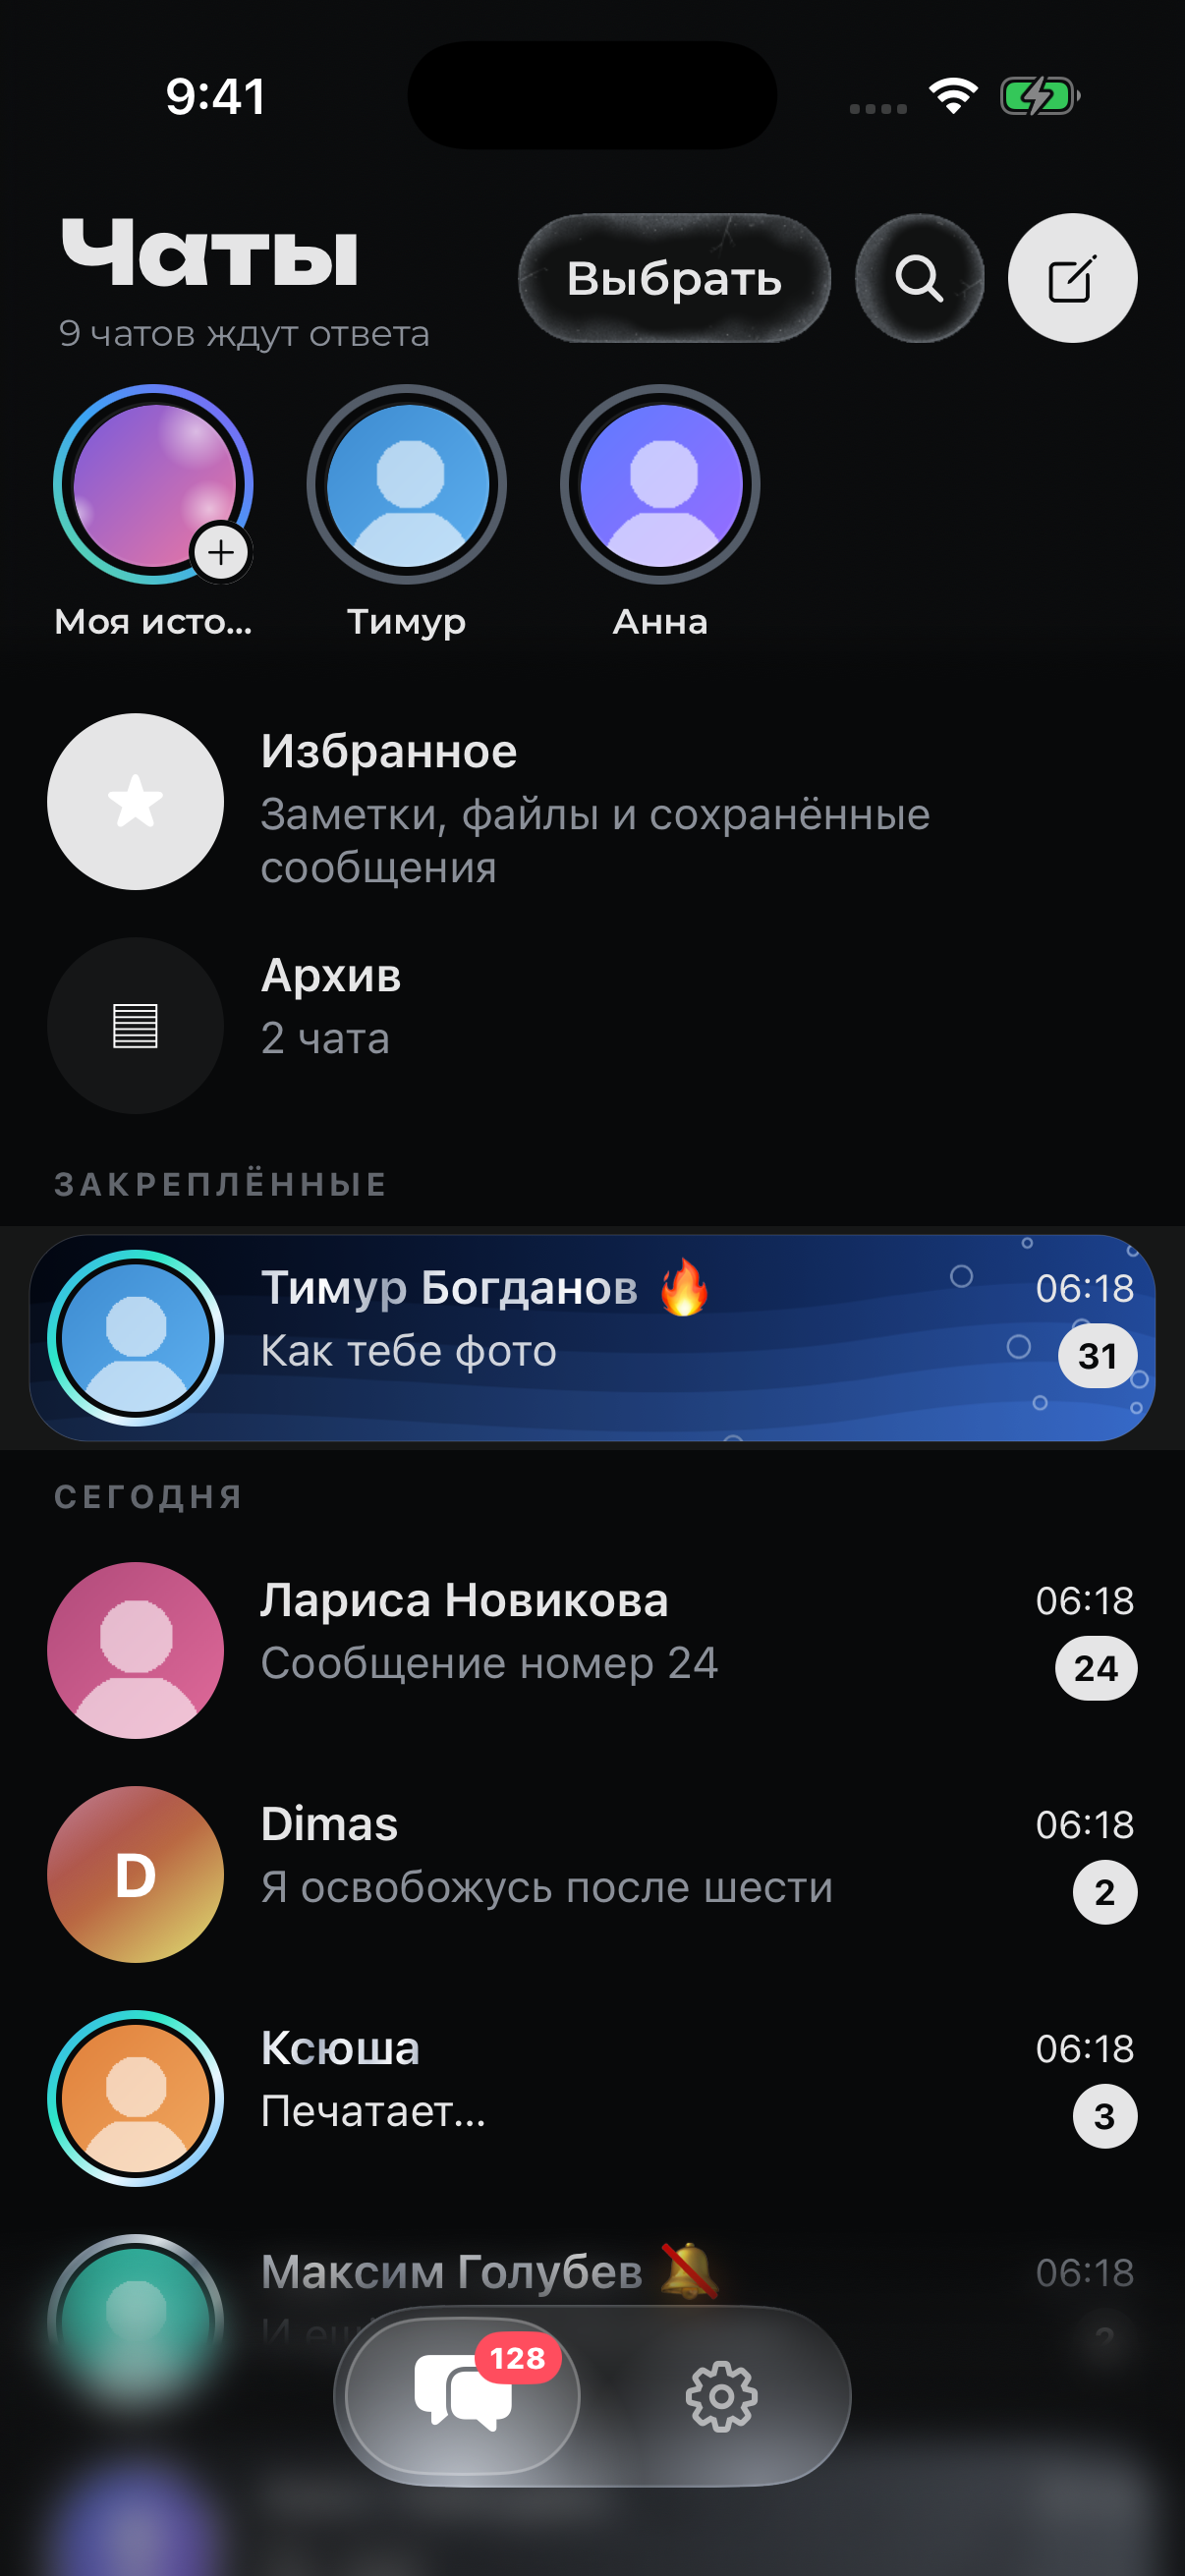 9:41
Чаты
9 чатов ждут ответа
Выбрать
Моя исто...
Тимур
Анна
Избранное
Заметки, файлы и сохранённые
сообщения
Архив
2 чата
ЗАКРЕПЛЁННЫЕ
Тимур Богданов 🔥
06:18
Как тебе фото
31
СЕГОДНЯ
Лариса Новикова
06:18
Сообщение номер 24
24
Dimas
06:18
D
Я освобожусь после шести
2
Ксюша
06:18
Печатает...
3
Максим Голубев
06:18
2
128